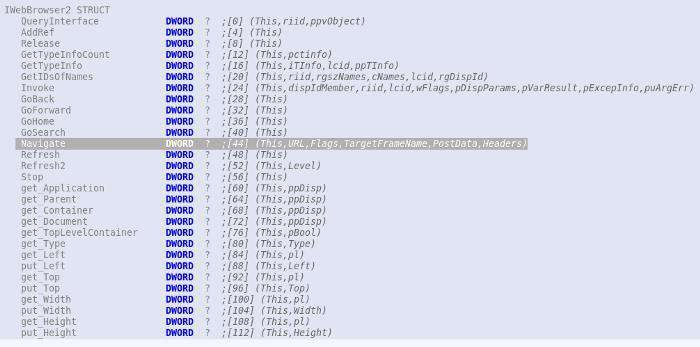 IWebBrowser2 STRUCT
QueryInterface DWORD ? ;[0] (This,riid,ppvObject)
AddRef DWORD ? ;[4] (This)
Release DWORD ? ;[8] (This)
GetTypeInfoCount DWORD ? ;[12] (This,pctinfo)
GetTypeInfo DWORD ? ;[16] (This,iTInfo,lcid,ppTInfo)
GetIDsOfNames DWORD ? ;[20] (This,riid,rgszNames,cNames,lcid,rgDispId)
Invoke DWORD ? ;[24] (This,dispIdMember,riid,lcid,wFlags,pDispParams,pVarResult,pExcepInfo,puArgErr)
GoBack DWORD ? ;[28] (This)
GoForward DWORD ? ;[32] (This)
GoHome DWORD ? ;[36] (This)
GoSearch DWORD ? ;[40] (This)
Navigate DWORD ? ;[44] (This,URL,Flags,TargetFrameName,PostData,Headers)
Refresh DWORD ? ;[48] (This)
Refresh2 DWORD ? ;[52] (This,Level)
Stop DWORD ? ;[56] (This)
get_Application DWORD ? ;[60] (This,ppDisp)
get_Parent DWORD ? ;[64] (This,ppDisp)
get_Container DWORD ? ;[68] (This,ppDisp)
get_Document DWORD ? ;[72] (This,ppDisp)
get_TopLevelContainer DWORD ? ;[76] (This,pBool)
get_Type DWORD ? ;[80] (This,Type)
get_Left DWORD ? ;[84] (This,pl)
put_Left DWORD ? ;[88] (This,Left)
get_Top DWORD ? ;[92] (This,pl)
put_Top DWORD ? ;[96] (This,Top)
get_Width DWORD ? ;[100] (This,pl)
put_Width DWORD ? ;[104] (This,Width)
get_Height DWORD ? ;[108] (This,pl)
put_Height DWORD ? ;[112] (This,Height)